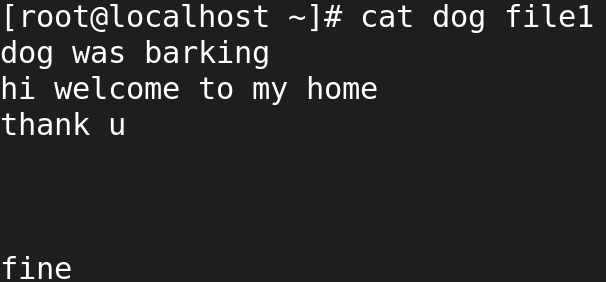 [root@localhost ~]# cat dog file1
dog was barking
hi welcome to my home
thank u
fine